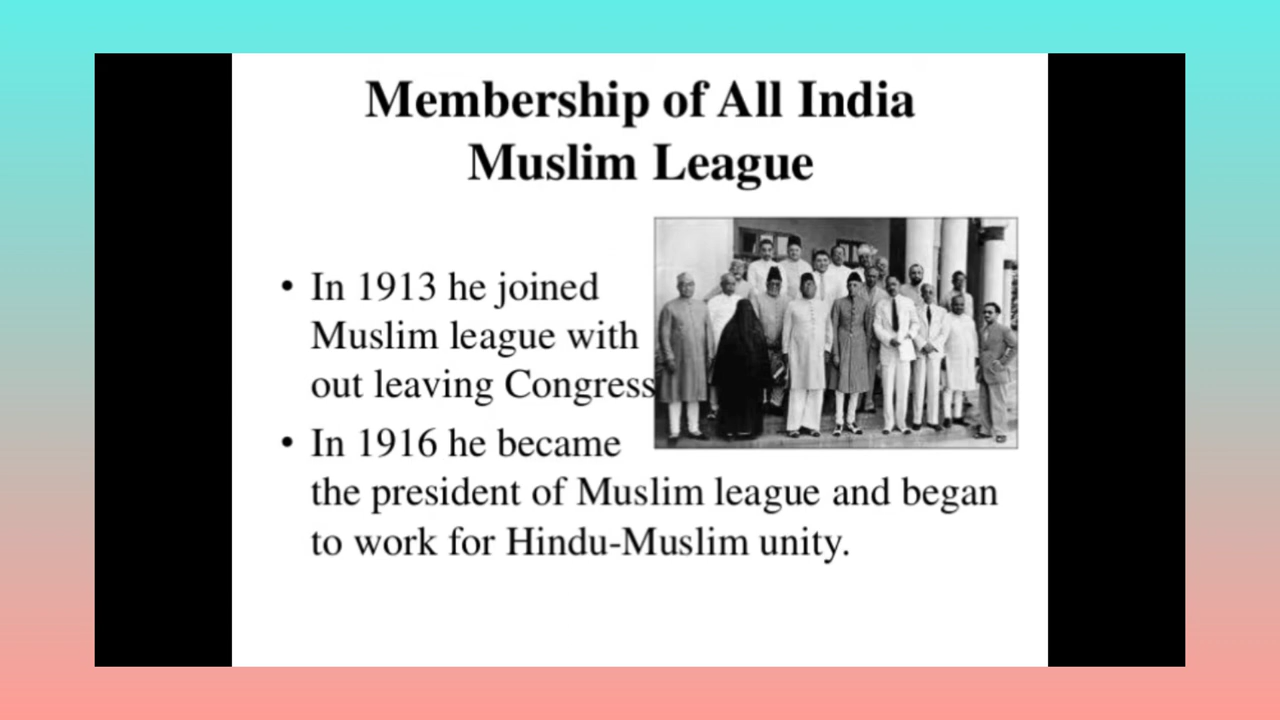 Membership of All India
Muslim League
• In 1913 he joined
Muslim league with
out leaving Congress
• In 1916 he became
the president of Muslim league and began
to work for Hindu-Muslim unity.